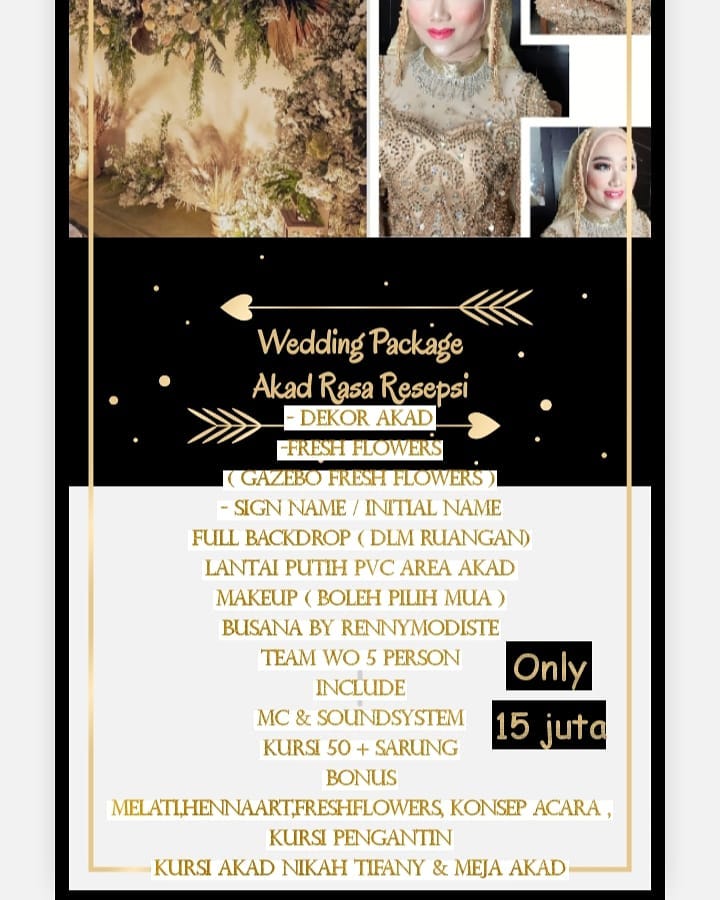 Wedding Package
Akad Rasa Resepsi
- DEKOR AKAD
-FRESH FLOWERS
( GAZEBO FRESH FLOWERS )
- SIGN NAME / INITIAL NAME
FULL BACKDROP ( DLM RUANGAN)
LANTAI PUTIH PVC AREA AKAD
MAKEUP ( BOLEH PILIH MUA )
BUSANA BY RENNYMODISTE
TEAM WO 5 PERSON
INCLUDE
MC & SOUNDSYSTEM
KURSI 50 + SARUNG
BONUS
MELATI,HENNAART,FRESHFLOWERS, KONSEP ACARA ,
KURSI PENGANTIN
KURSI AKAD NIKAH TIFANY & MEJA AKAD
Only
15 juta